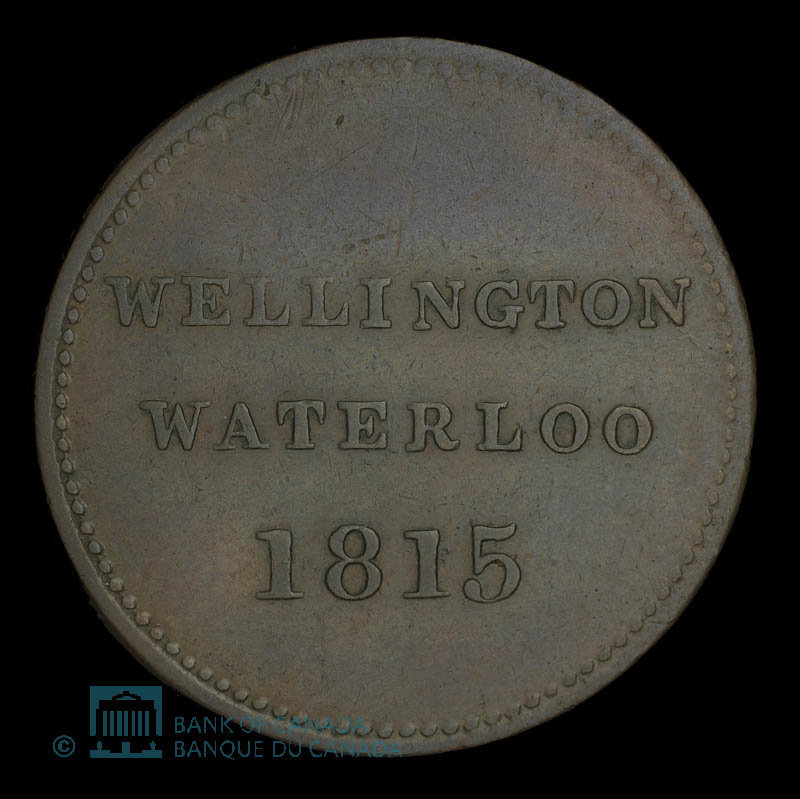 WELLINGTON
WATERLOO
1815
© BANK OF CANADA
BANQUE DU CANADA